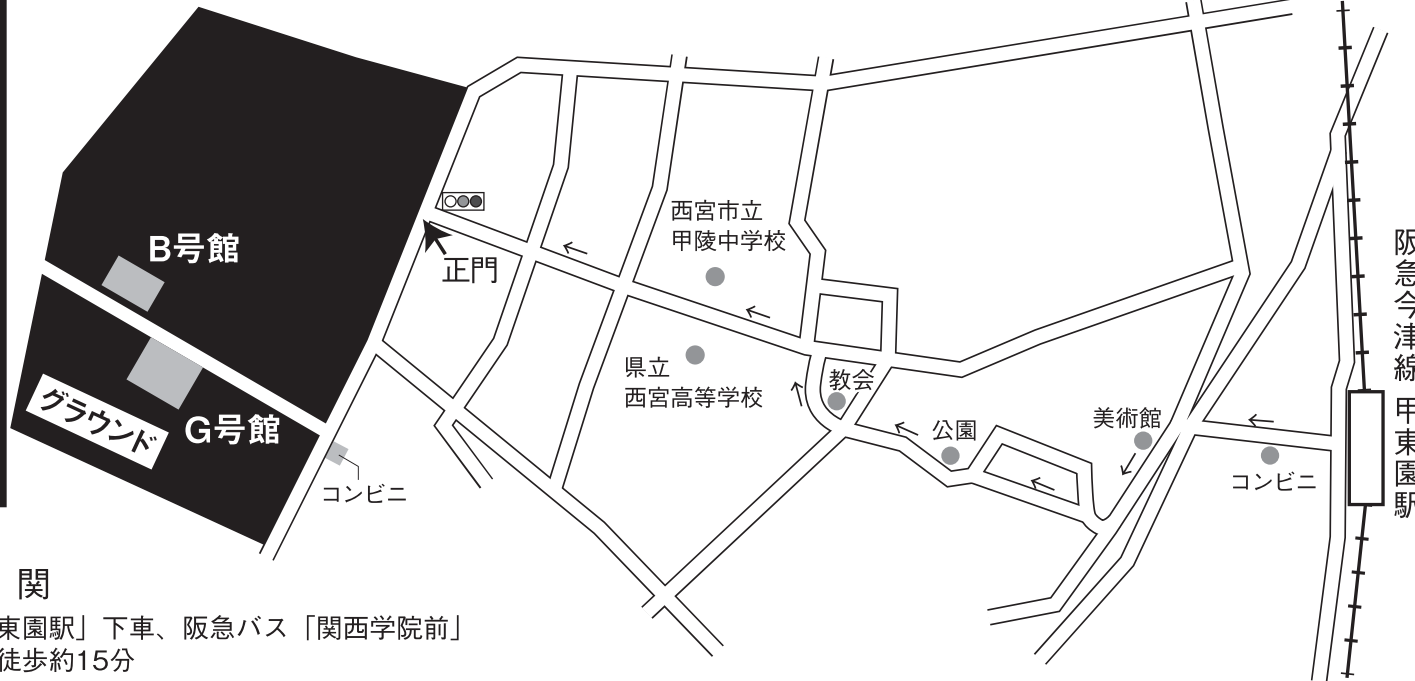 B号館
グラウンド
G号館
コンビニ
正門
西宮市立
甲陵中学校
県立
西宮高等学校
教会
公園
美術館
コンビニ
阪急今津線
甲東園駅
関
東園駅」下車、阪急バス「関西学院前」
徒歩約15分